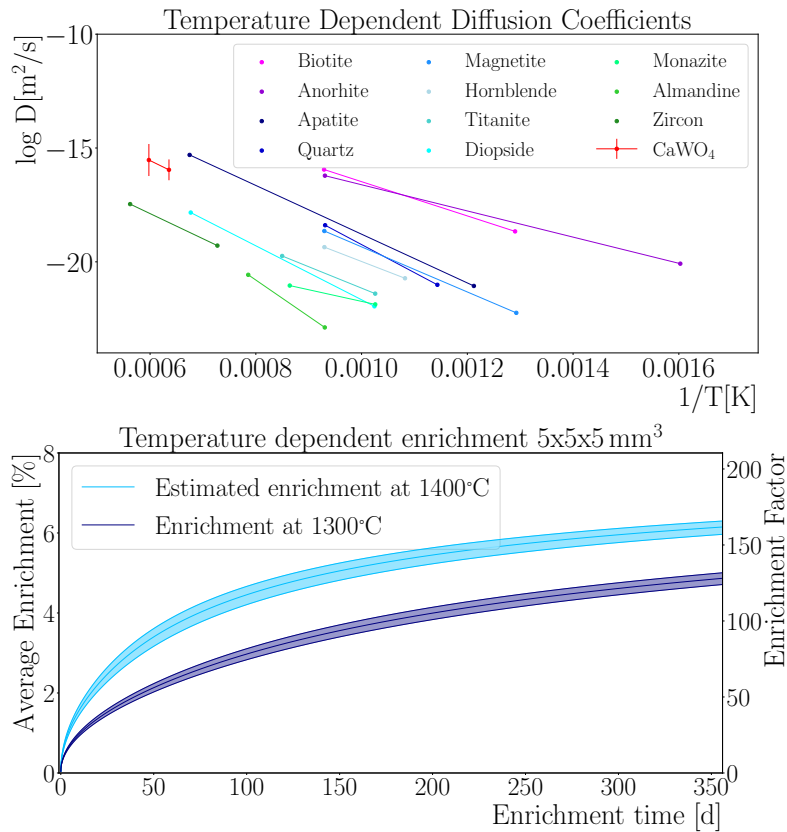 Temperature Dependent Diffusion Coefficients
−10
−15
−20
log D[m²/s]
Biotite
Anorhite
Apatite
Quartz
Magnetite
Hornblende
Titanite
Diopside
Monazite
Almandine
Zircon
CaWO₄
0.0006 0.0008 0.0010 0.0012 0.0014 0.0016
1/T[K]
Temperature dependent enrichment 5x5x5 mm³
8
6
4
2
0
Average Enrichment [%]
Estimated enrichment at 1400°C
Enrichment at 1300°C
200
150
100
50
0
Enrichment Factor
0 50 100 150 200 250 300 350
Enrichment time [d]